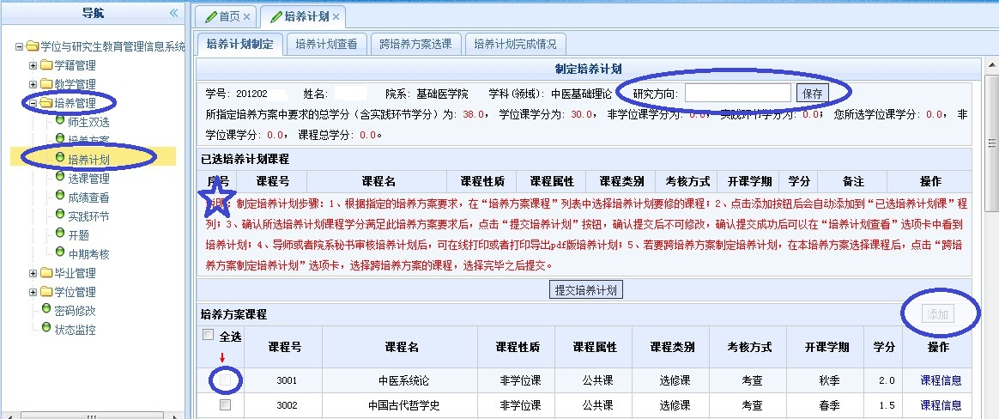 导航
学位与研究生教育管理信息系统
学籍管理
教学管理
培养管理
师生双选
培养方案
培养计划
选课管理
成绩查看
实践环节
开题
中期考核
毕业管理
学位管理
密码修改
状态监控
首页 培养计划
培养计划制定 培养计划查看 跨培养方案选课 培养计划完成情况
制定培养计划
学号: 201202 姓名: 院系: 基础医学院 学科(领域): 中医基础理论 研究方向: 保存
所指定培养方案中要求的总学分(含实践环节学分)为: 38.0, 学位课学分为: 30.0, 非学位课学分为: 0.0, 实践环节学分为: 0.0; 您所选学位课学分: 0.0, 非
学位课学分: 0.0, 课程总学分: 0.0。
已选培养计划课程
序号 课程号 课程名 课程性质 课程属性 课程类别 考核方式 开课学期 学分 备注 操作
说明: 制定培养计划步骤: 1、根据指定的培养方案要求, 在“培养方案课程”列表中选择培养计划要修的课程; 2、点击添加按钮后会自动添加到“已选培养计划课”程
列; 3、确认所选培养计划课程学分满足此培养方案要求后, 点击“提交培养计划”按钮, 确认提交后不可修改, 确认提交成功后可以在“培养计划查看”选项卡中看到
培养计划; 4、导师或者院系秘书审核培养计划后, 可在线打印或者打印导出pdf版培养计划; 5、若要跨培养方案制定培养计划, 在本培养方案选择课程后, 点击“跨
培养方案制定培养计划”选项卡, 选择跨培养方案的课程, 选择完毕之后提交。
提交培养计划
培养方案课程 添加
全选 课程号 课程名 课程性质 课程属性 课程类别 考核方式 开课学期 学分 操作
3001 中医系统论 非学位课 公共课 选修课 考查 秋季 2.0 课程信息
3002 中国古代哲学史 非学位课 公共课 选修课 考查 春季 1.5 课程信息